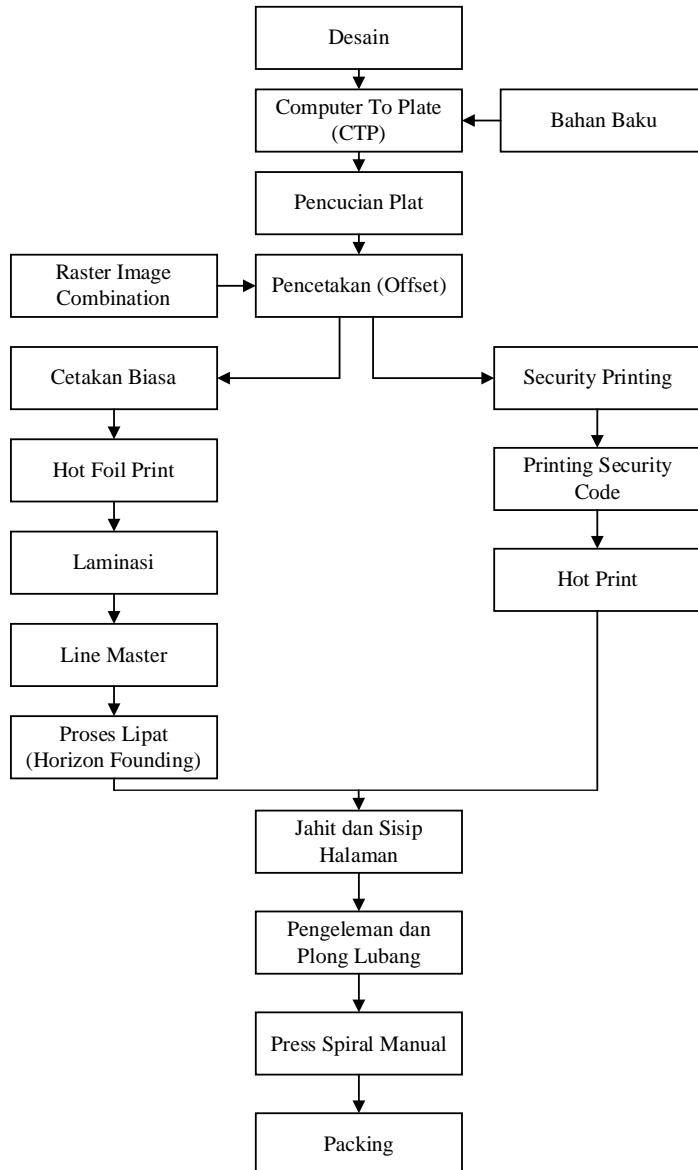 Desain
Computer To Plate
(CTP)
Bahan Baku
Pencucian Plat
Raster Image
Combination
Pencetakan (Offset)
Cetakan Biasa
Security Printing
Hot Foil Print
Printing Security
Code
Laminasi
Hot Print
Line Master
Proses Lipat
(Horizon Founding)
Jahit dan Sisip
Halaman
Pengeleman dan
Plong Lubang
Press Spiral Manual
Packing